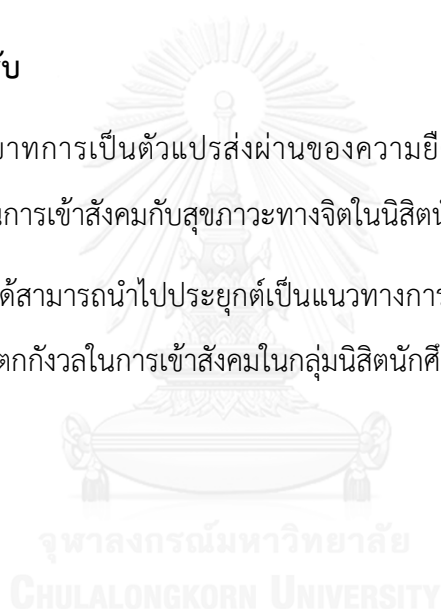 ับ
บาทการเป็นตัวแปรส่งผ่านของความยื
นการเข้าสังคมกับสุขภาวะทางจิตในนิสิตนั
ด้สามารถนำไปประยุกต์เป็นแนวทางการ
ตกกังวลในการเข้าสังคมในกลุ่มนิสิตนักศึ
จุฬาลงกรณ์มหาวิทยาลัย
CHULALONGKORN UNIVERSITY